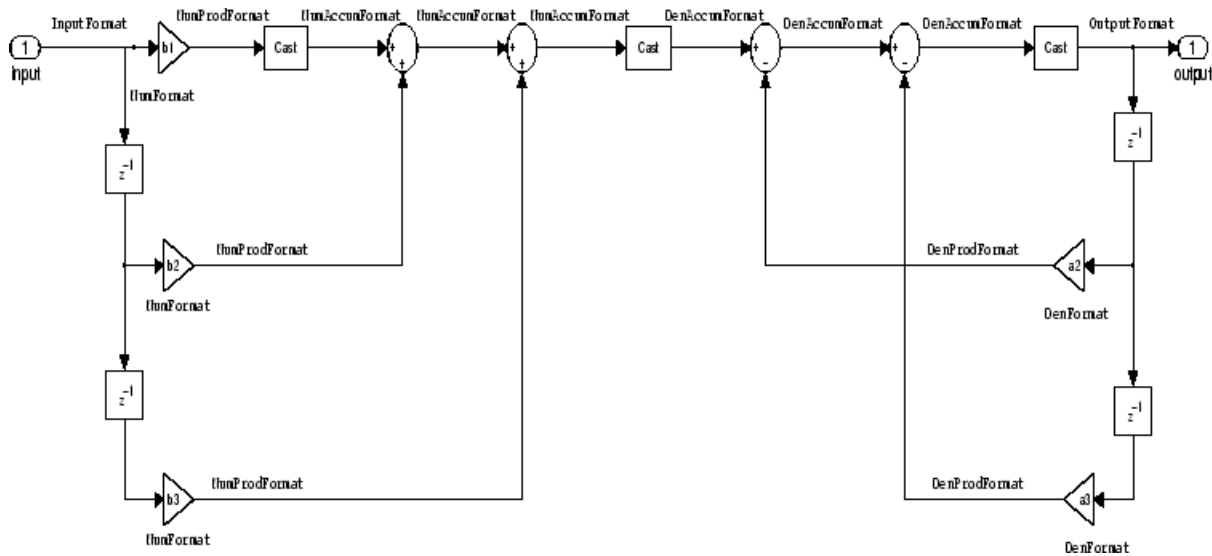 InputFormat
NumProdFormat
NumAccumFormat
NumAccumFormat
NumAccumFormat
DenAccumFormat
DenAccumFormat
DenAccumFormat
OutputFormat
1
b1
Cast
+
+
+
+
Cast
+
−
+
−
Cast
1
input
output
NumFormat
z⁻¹
z⁻¹
b2
NumProdFormat
DenProdFormat
a2
NumFormat
DenFormat
z⁻¹
z⁻¹
b3
NumProdFormat
DenProdFormat
a3
NumFormat
DenFormat